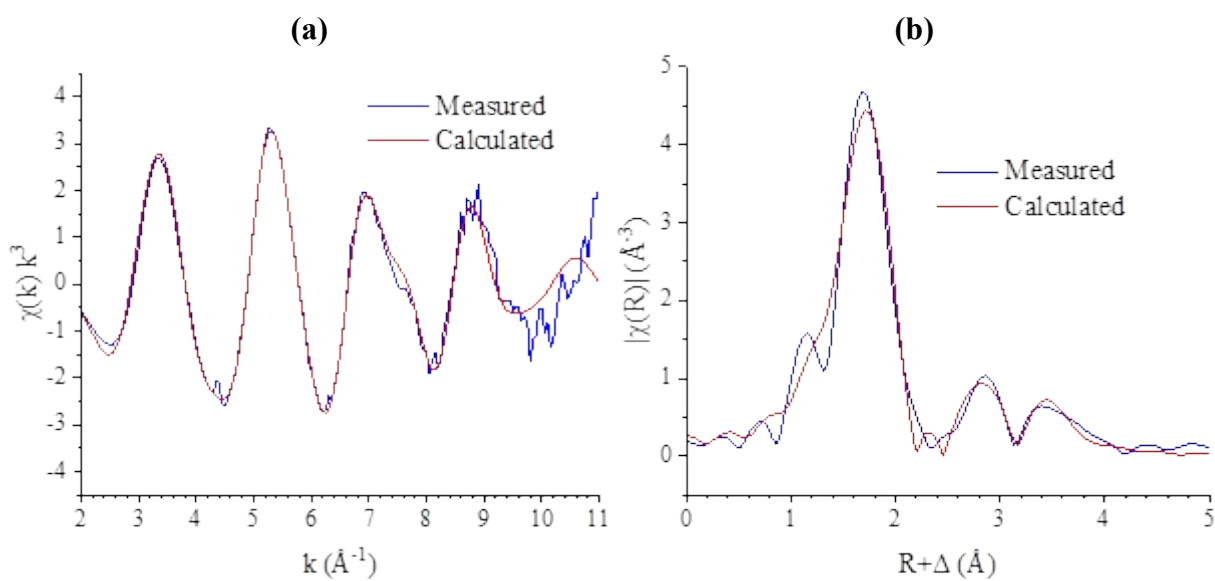 (a)
χ(k) k³
4
3
2
1
0
-1
-2
-3
-4
Measured
Calculated
2 3 4 5 6 7 8 9 10 11
k (Å⁻¹)
(b)
|χ(R)| (Å⁻³)
5
4
3
2
1
0
Measured
Calculated
0 1 2 3 4 5
R+Δ (Å)